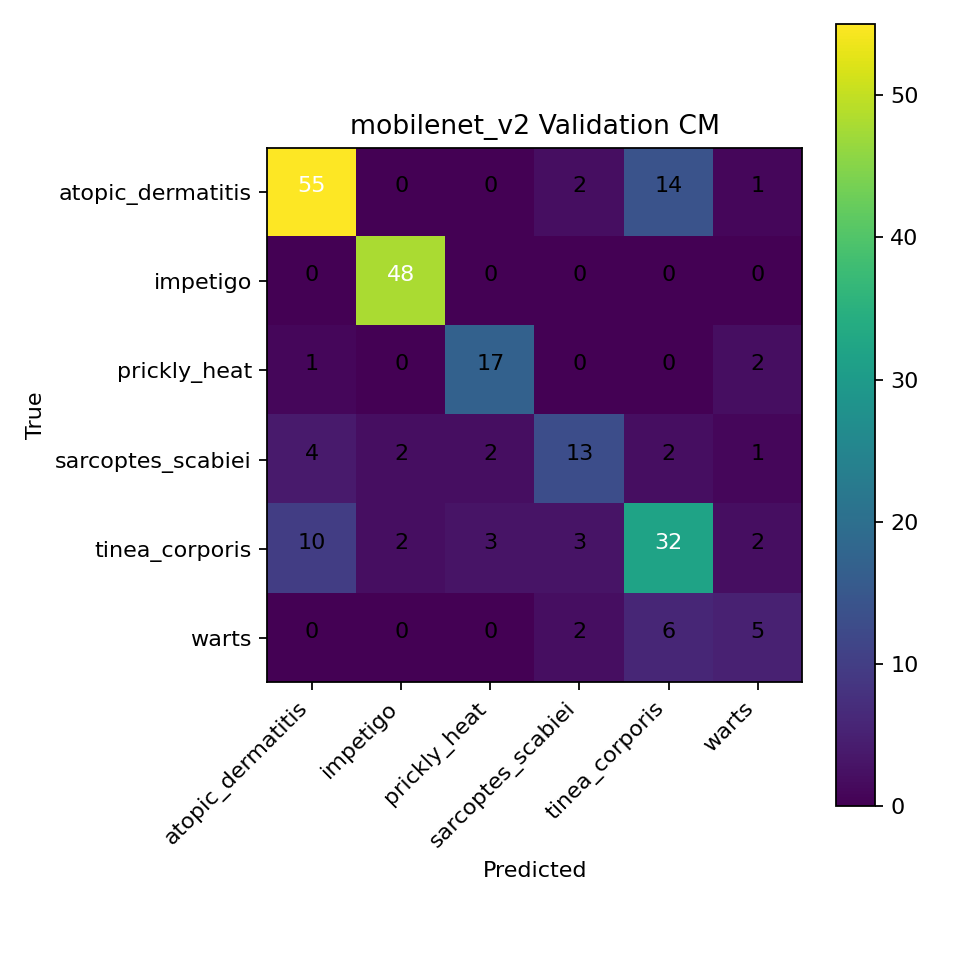 mobilenet_v2 Validation CM
atopic_dermatitis 55 0 0 2 14 1
impetigo 0 48 0 0 0 0
prickly_heat 1 0 17 0 0 2
sarcoptes_scabiei 4 2 2 13 2 1
tinea_corporis 10 2 3 3 32 2
warts 0 0 0 2 6 5
True
atopic_dermatitis
impetigo
prickly_heat
sarcoptes_scabiei
tinea_corporis
warts
Predicted
50
40
30
20
10
0